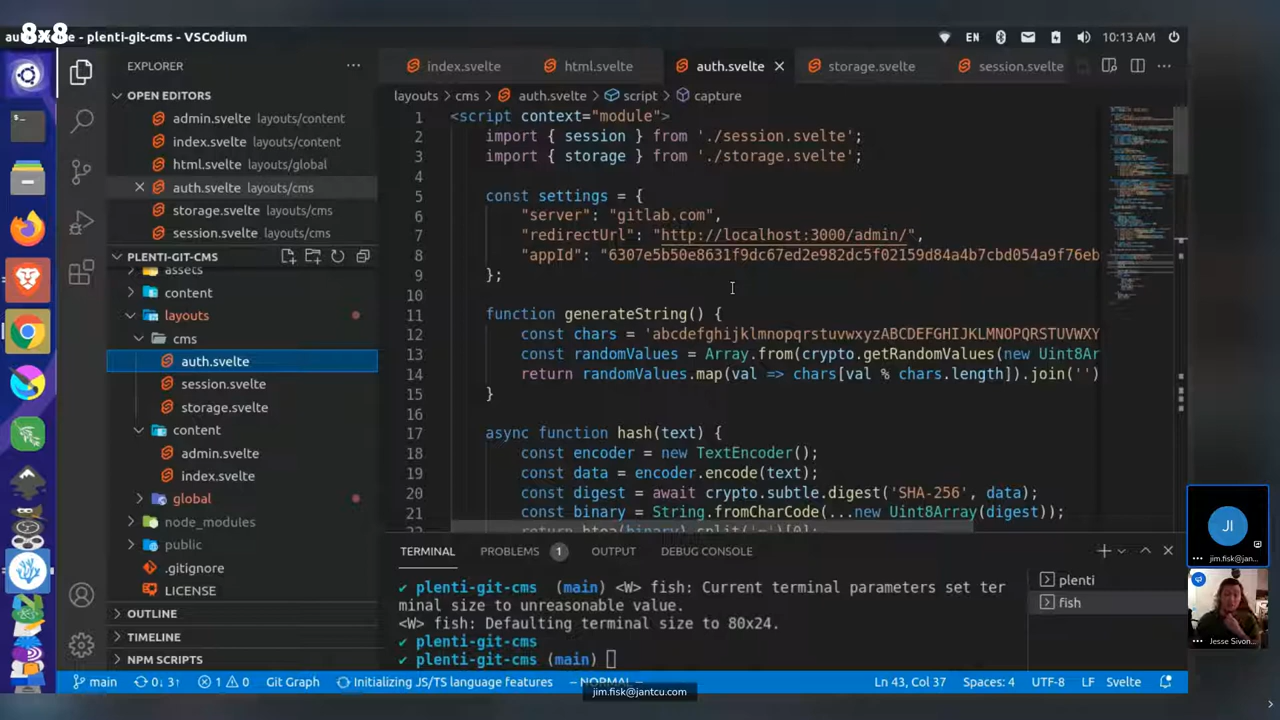 8x8
auth.svelte - plenti-git-cms - VSCodium
EN
10:13 AM
EXPLORER
OPEN EDITORS
admin.svelte layouts/content
index.svelte layouts/content
html.svelte layouts/global
auth.svelte layouts/cms
storage.svelte layouts/cms
session.svelte layouts/cms
PLENTI-GIT-CMS
assets
content
layouts
cms
auth.svelte
session.svelte
storage.svelte
content
admin.svelte
index.svelte
global
node_modules
public
.gitignore
LICENSE
OUTLINE
TIMELINE
NPM SCRIPTS
index.svelte
html.svelte
auth.svelte
storage.svelte
session.svelte
layouts > cms > auth.svelte > script > capture
1 <script context="module">
2 import { session } from './session.svelte';
3 import { storage } from './storage.svelte';
4
5 const settings = {
6 "server": "gitlab.com",
7 "redirectUrl": "http://localhost:3000/admin/",
8 "appId": "6307e5b50e8631f9dc67ed2e982dc5f02159d84a4b7cbd054a9f76eb
9 };
10
11 function generateString() {
12 const chars = 'abcdefghijklmnopqrstuvwxyzABCDEFGHIJKLMNOPQRSTUVWXY
13 const randomValues = Array.from(crypto.getRandomValues(new Uint8Ar
14 return randomValues.map(val => chars[val % chars.length]).join('')
15 }
16
17 async function hash(text) {
18 const encoder = new TextEncoder();
19 const data = encoder.encode(text);
20 const digest = await crypto.subtle.digest('SHA-256', data);
21 const binary = String.fromCharCode(...new Uint8Array(digest));
TERMINAL
PROBLEMS 1
OUTPUT
DEBUG CONSOLE
✔ plenti-git-cms (main) <W> fish: Current terminal parameters set ter
minal size to unreasonable value.
<W> fish: Defaulting terminal size to 80x24.
✔ plenti-git-cms
✔ plenti-git-cms (main)
plenti
fish
JI
jim.fisk@jan...
Jesse Sivon...
main
0↓ 3↑
1
0
Git Graph
Initializing JS/TS language features
-- NORMAL --
Ln 43, Col 37
Spaces: 4
UTF-8
LF
Svelte
jim.fisk@jantcu.com